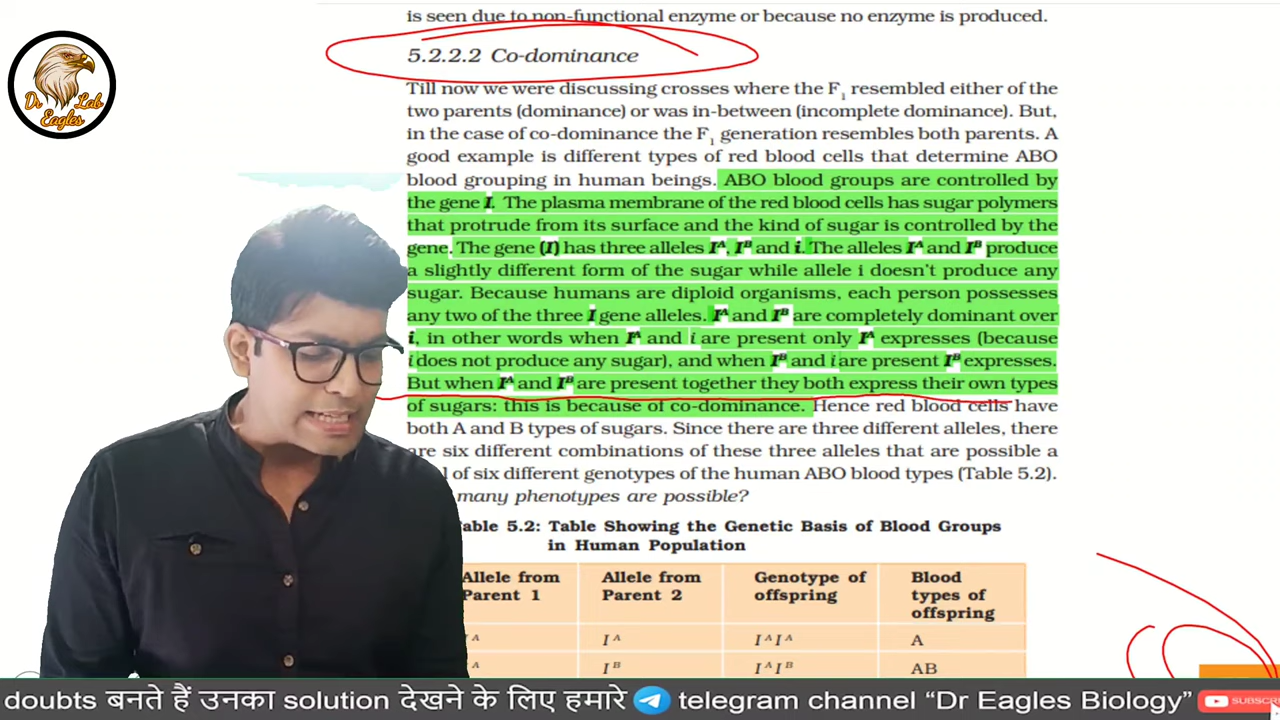 is seen due to non-functional enzyme or because no enzyme is produced.
5.2.2.2 Co-dominance
Dr Lab
Eagles
Till now we were discussing crosses where the F1 resembled either of the
two parents (dominance) or was in-between (incomplete dominance). But,
in the case of co-dominance the F1 generation resembles both parents. A
good example is different types of red blood cells that determine ABO
blood grouping in human beings. ABO blood groups are controlled by
the gene I. The plasma membrane of the red blood cells has sugar polymers
that protrude from its surface and the kind of sugar is controlled by the
gene. The gene (I) has three alleles Iᴬ, Iᴮ and i. The alleles Iᴬ and Iᴮ produce
a slightly different form of the sugar while allele i doesn't produce any
sugar. Because humans are diploid organisms, each person possesses
any two of the three I gene alleles. Iᴬ and Iᴮ are completely dominant over
i, in other words when Iᴬ and i are present only Iᴬ expresses (because
i does not produce any sugar), and when Iᴮ and i are present Iᴮ expresses.
But when Iᴬ and Iᴮ are present together they both express their own types
of sugars: this is because of co-dominance. Hence red blood cells have
both A and B types of sugars. Since there are three different alleles, there
are six different combinations of these three alleles that are possible a
of six different genotypes of the human ABO blood types (Table 5.2).
many phenotypes are possible?
able 5.2: Table Showing the Genetic Basis of Blood Groups
in Human Population
Allele from Parent 1 Allele from Parent 2 Genotype of offspring Blood types of offspring
Iᴬ Iᴬ IᴬIᴬ A
Iᴬ Iᴮ IᴬIᴮ AB
doubts बनते हैं उनका solution देखने के लिए हमारे telegram channel “Dr Eagles Biology” SUBSCRI